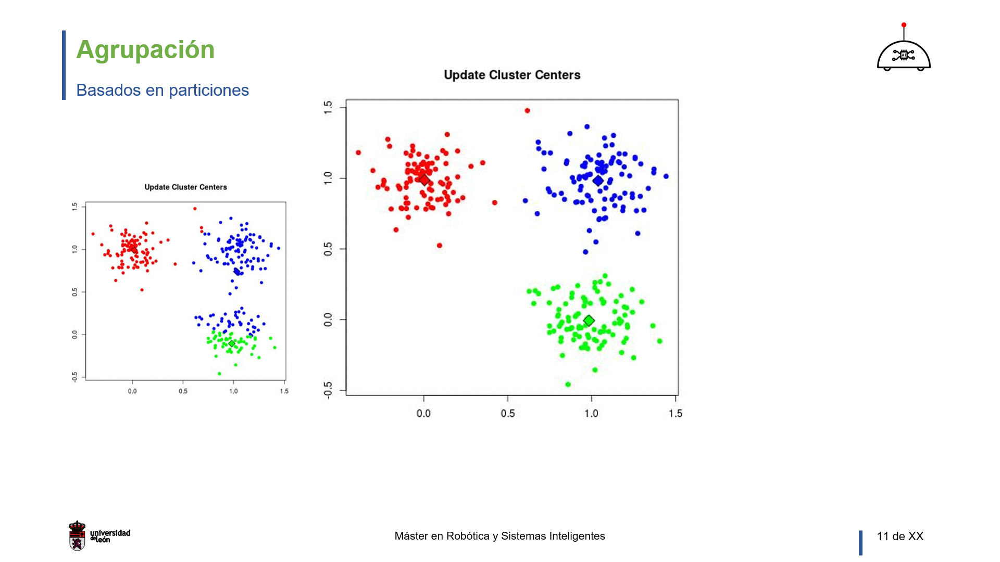 Agrupación
Basados en particiones
Update Cluster Centers
1.5
1.0
0.5
0.0
-0.5
0.0 0.5 1.0 1.5
Update Cluster Centers
1.5
1.0
0.5
0.0
-0.5
0.0 0.5 1.0 1.5
AI
universidad
de león
Máster en Robótica y Sistemas Inteligentes
11 de XX